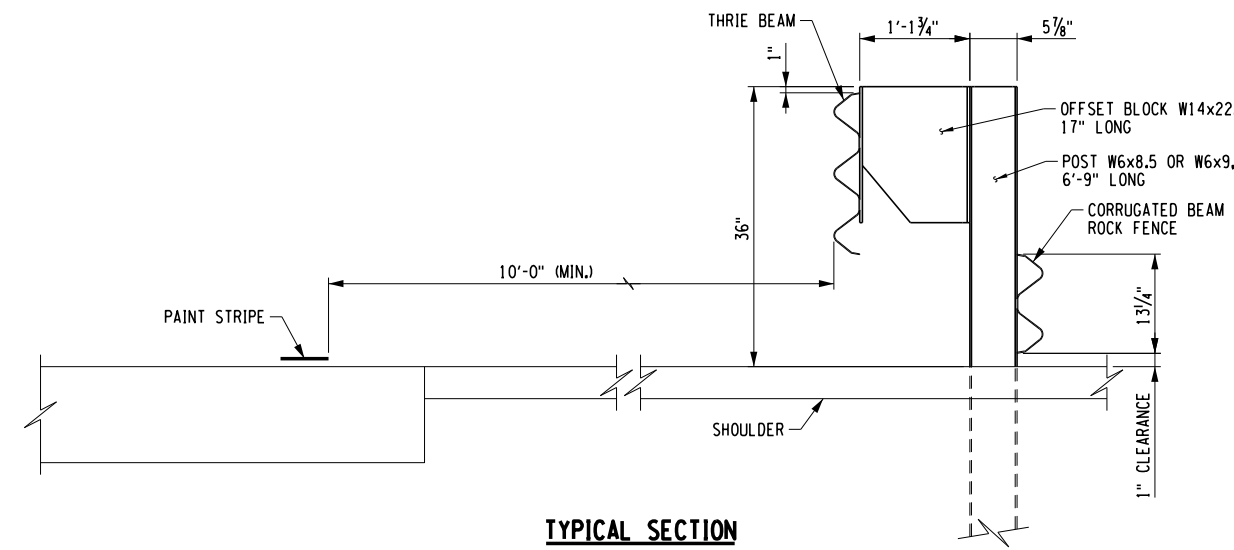 THRIE BEAM
1'-1¾"
5⅞"
1"
OFFSET BLOCK W14x22,
17" LONG
POST W6x8.5 OR W6x9,
6'-9" LONG
CORRUGATED BEAM
ROCK FENCE
36"
10'-0" (MIN.)
13¼"
PAINT STRIPE
SHOULDER
1" CLEARANCE
TYPICAL SECTION